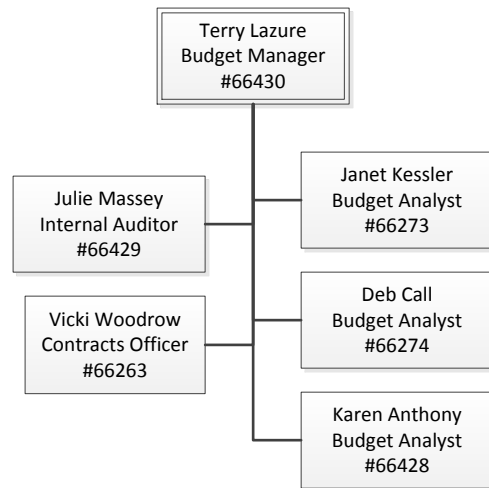 Terry Lazure
Budget Manager
#66430
Julie Massey
Internal Auditor
#66429
Janet Kessler
Budget Analyst
#66273
Vicki Woodrow
Contracts Officer
#66263
Deb Call
Budget Analyst
#66274
Karen Anthony
Budget Analyst
#66428